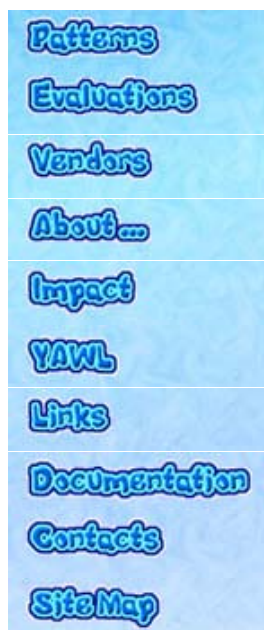 Patterns
Evaluations
Vendors
About...
Impact
YAWL
Links
Documentation
Contacts
Site Map